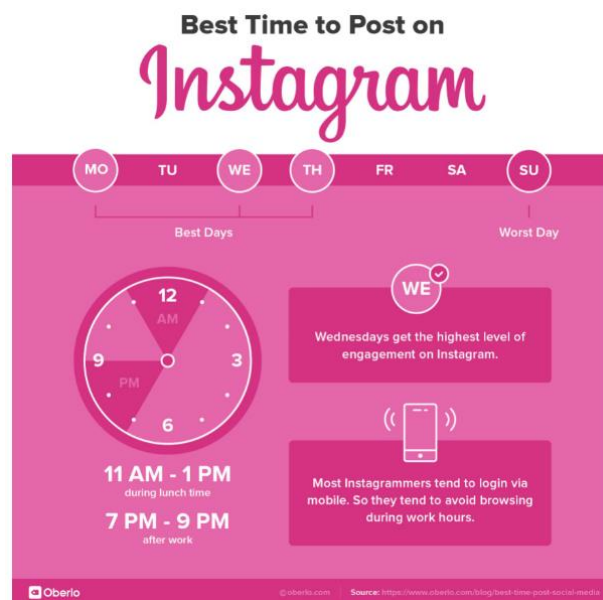 Best Time to Post on
Instagram
MO TU WE TH FR SA SU
Best Days
Worst Day
12
AM
9
3
PM
6
WE
Wednesdays get the highest level of
engagement on Instagram.
11 AM - 1 PM
during lunch time
7 PM - 9 PM
after work
Most Instagrammers tend to login via
mobile. So they tend to avoid browsing
during work hours.
Oberlo
©oberlo.com
Source: https://www.oberlo.com/blog/best-time-post-social-media